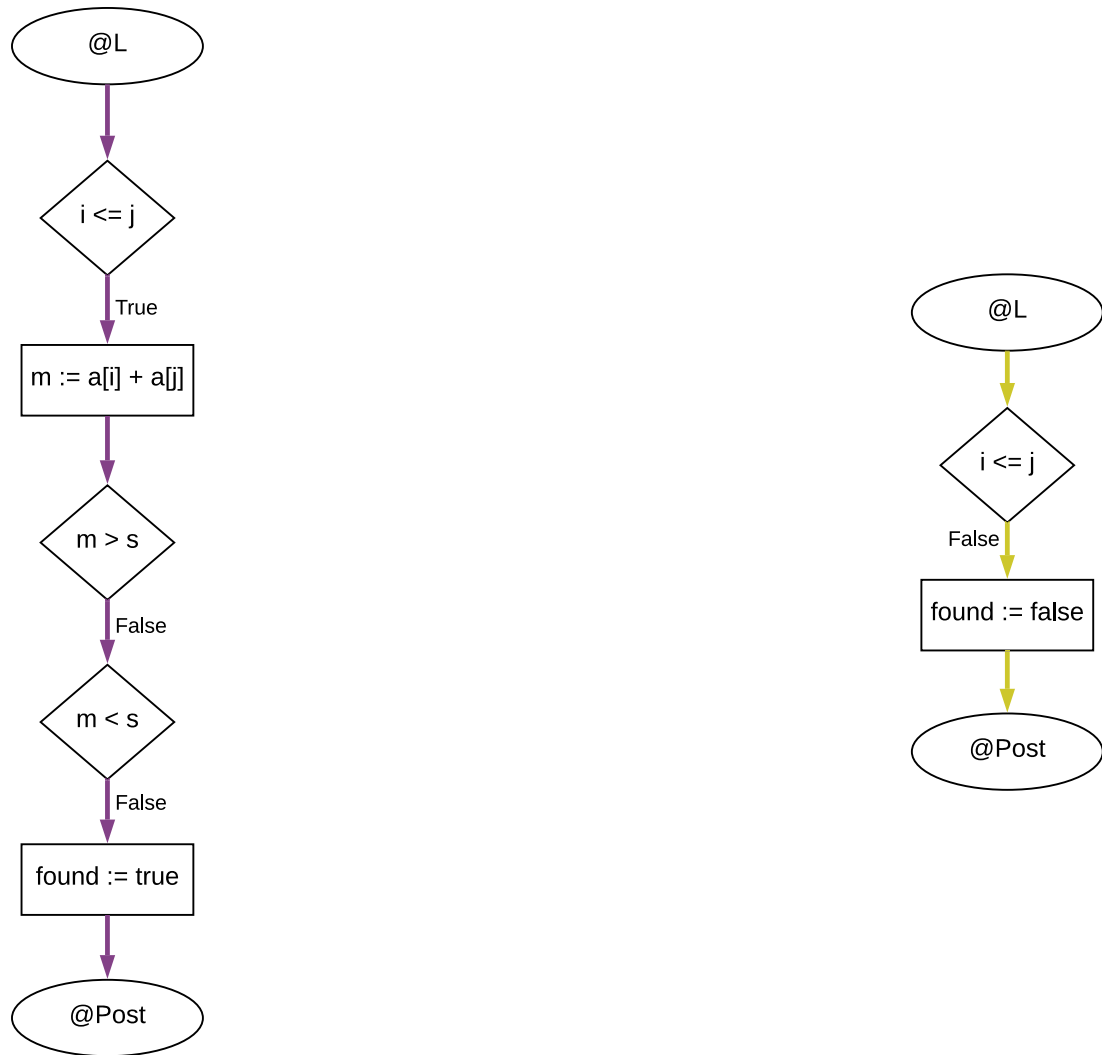 @L
i <= j
True
m := a[i] + a[j]
m > s
False
m < s
False
found := true
@Post
@L
i <= j
False
found := false
@Post